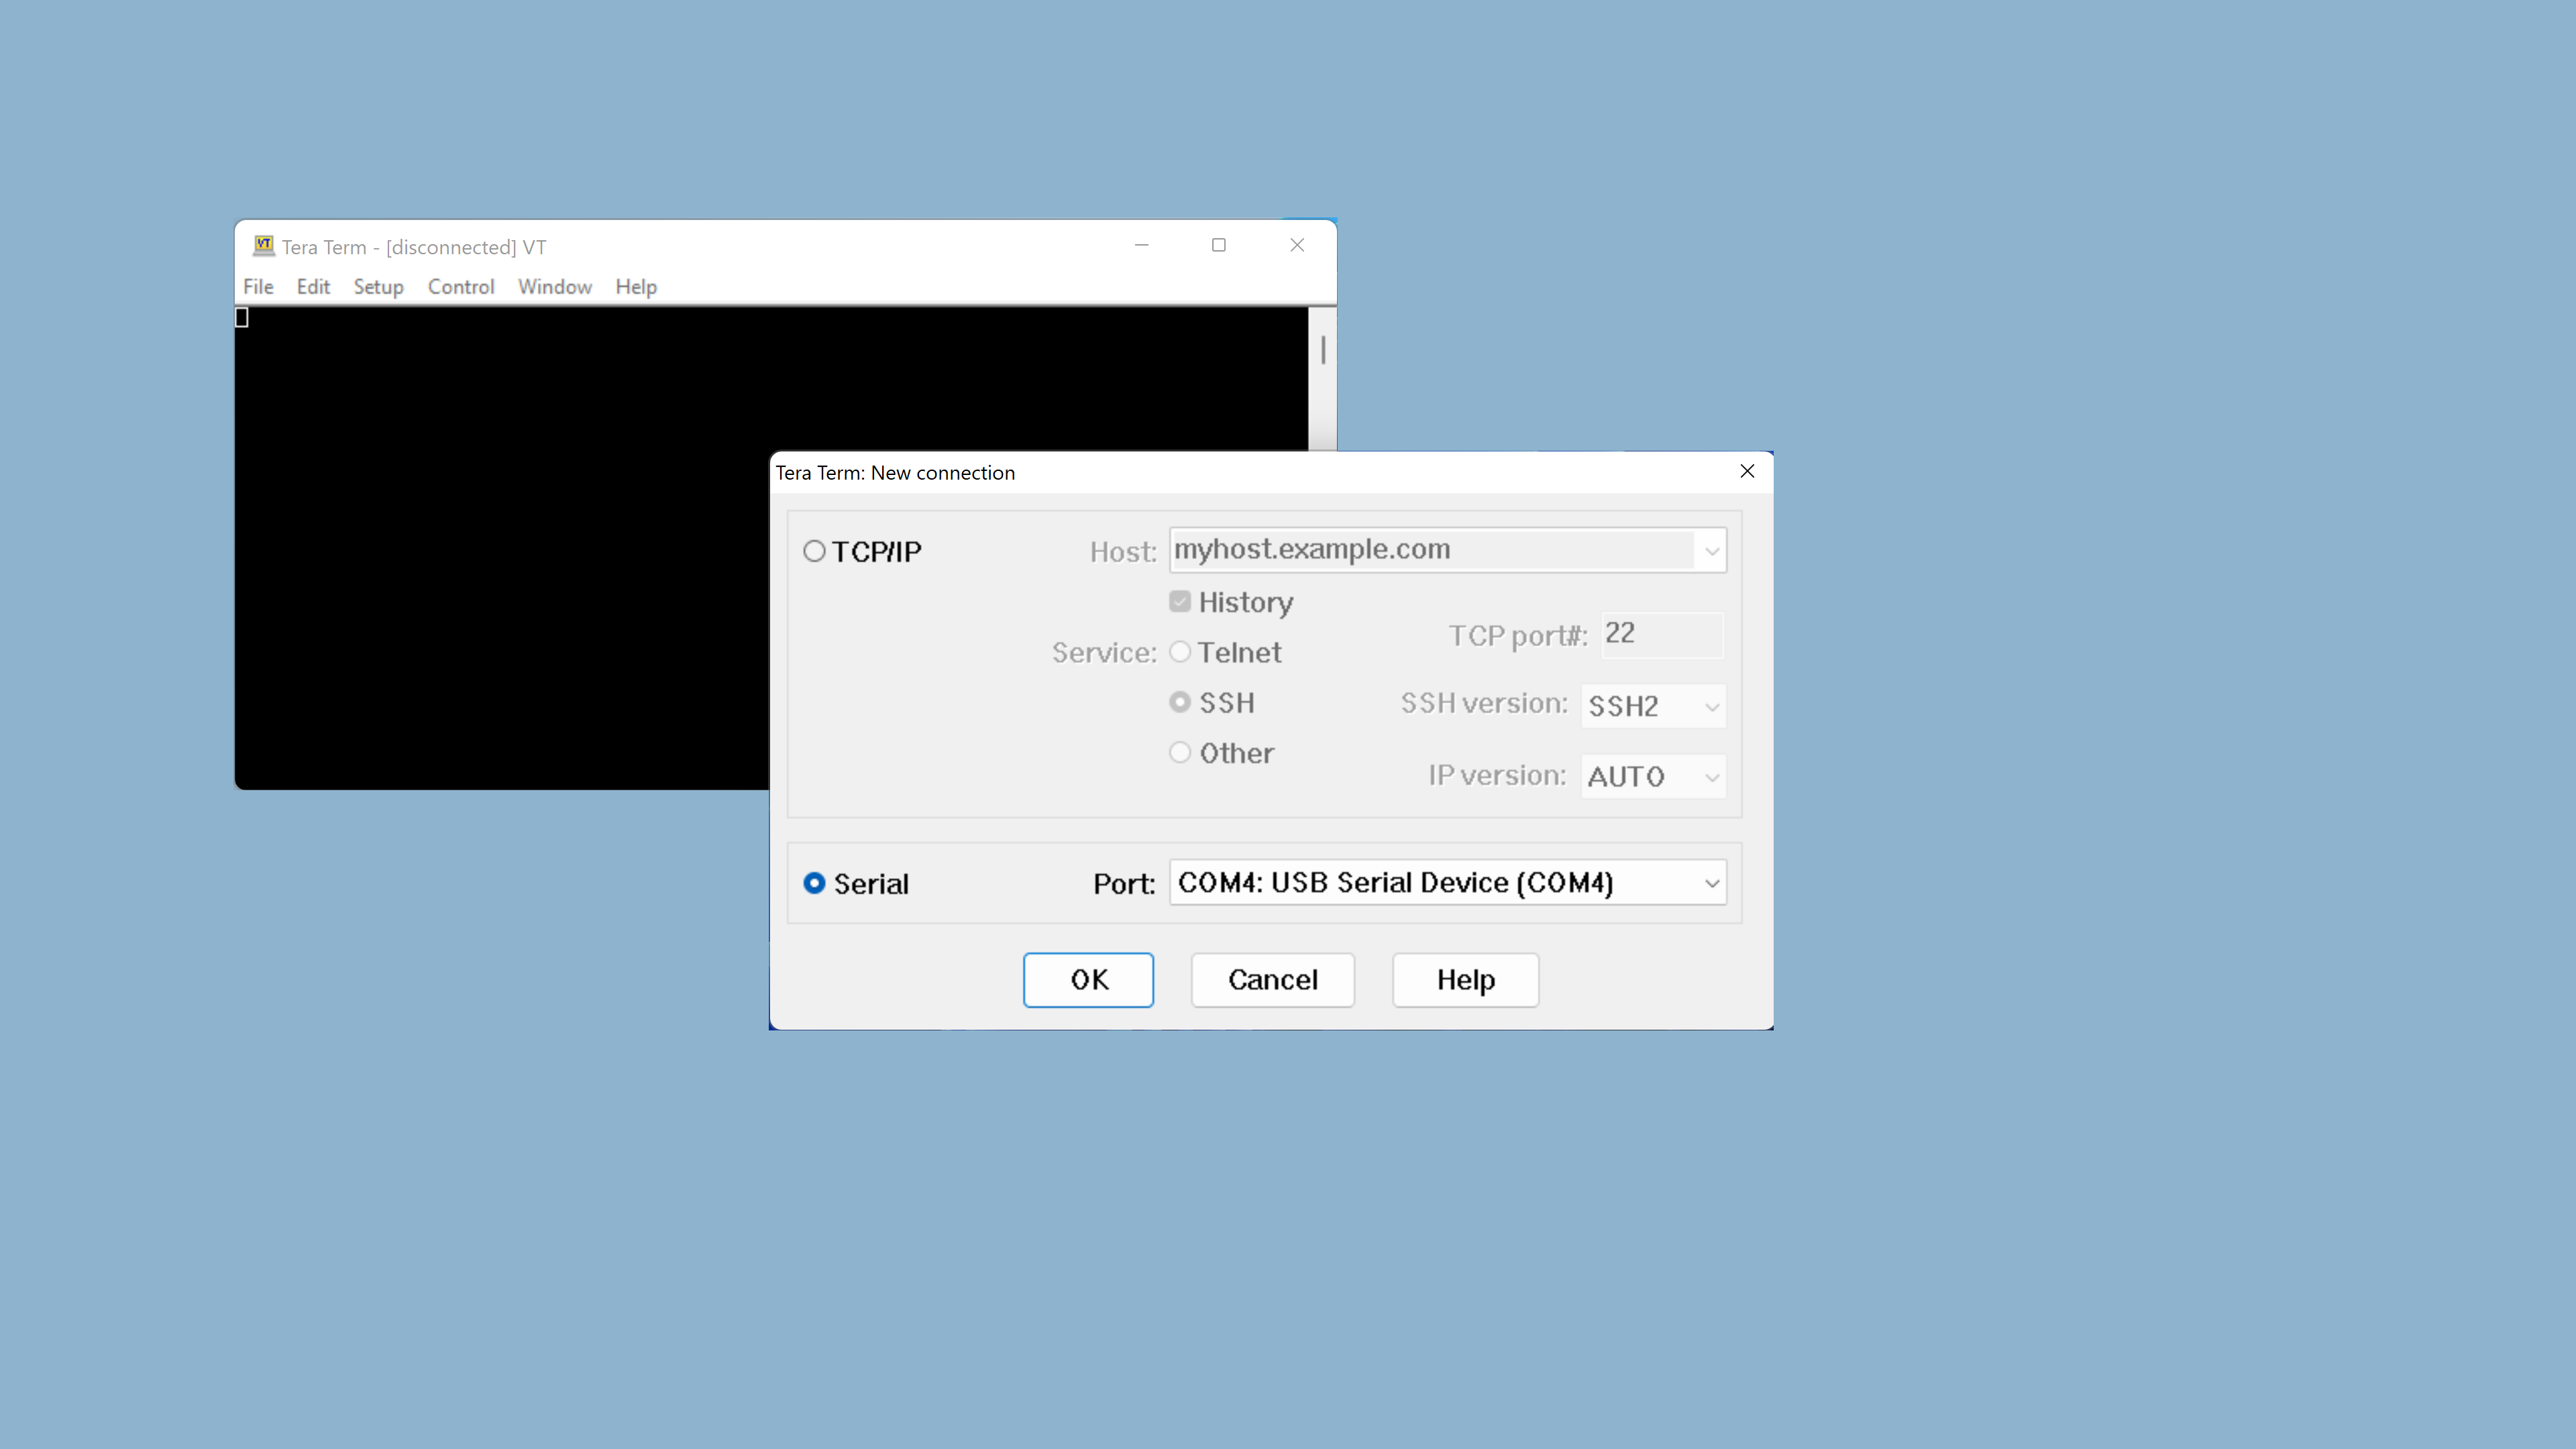 VT Tera Term - [disconnected] VT
File Edit Setup Control Window Help
Tera Term: New connection
TCP/IP Host: myhost.example.com
History
TCP port#: 22
Service: Telnet
SSH SSH version: SSH2
Other
IP version: AUTO
Serial Port: COM4: USB Serial Device (COM4)
OK Cancel Help